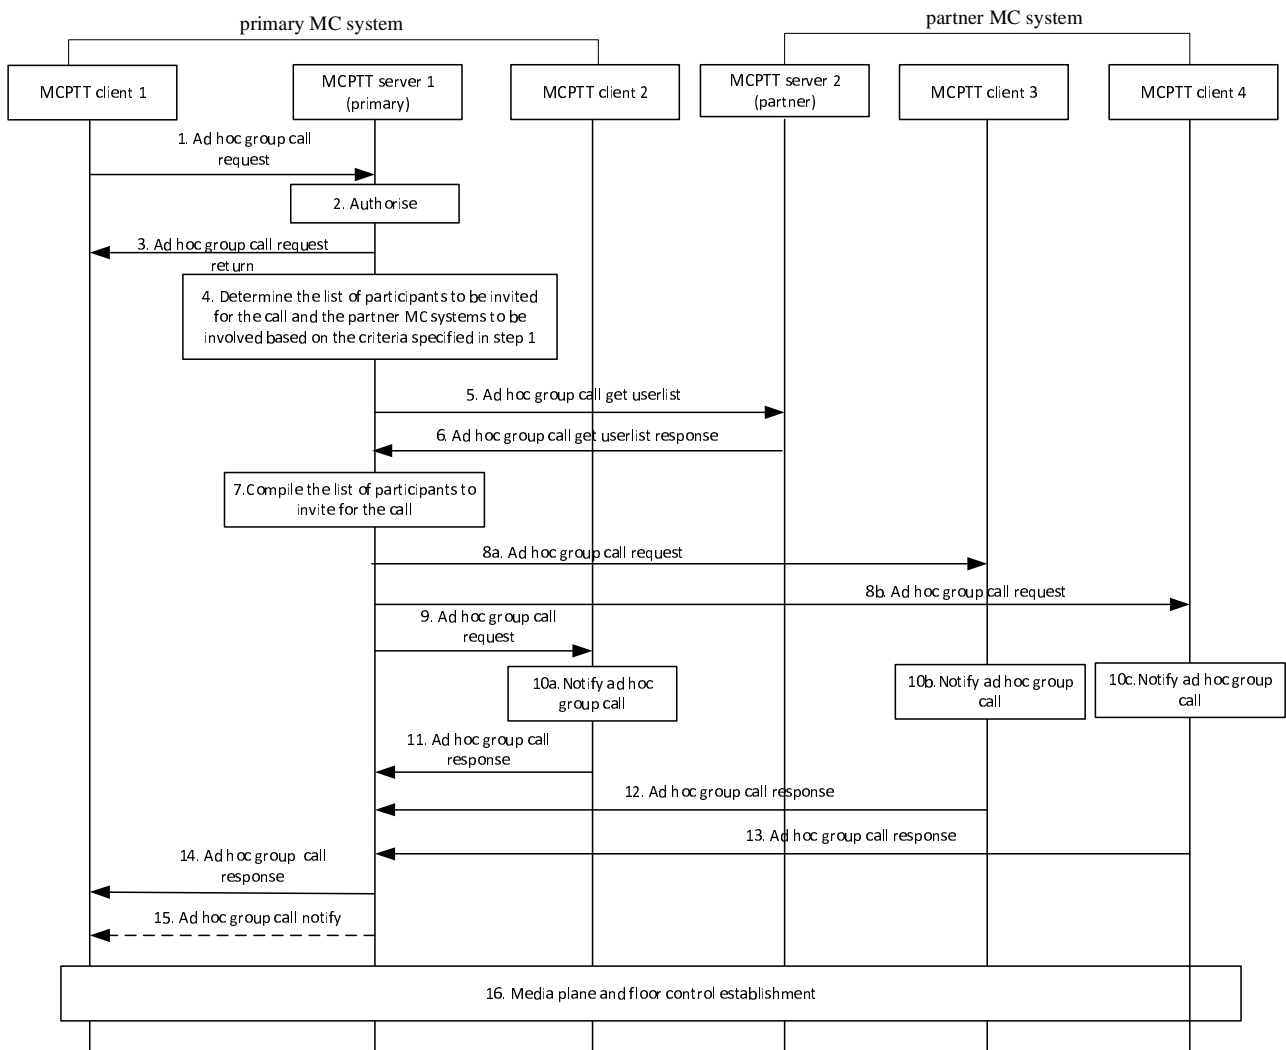 primary MC system
partner MC system
MCPTT client 1
MCPTT server 1
(primary)
MCPTT client 2
MCPTT server 2
(partner)
MCPTT client 3
MCPTT client 4
1. Ad hoc group call
request
2. Authorise
3. Ad hoc group call request
return
4. Determine the list of participants to be invited
for the call and the partner MC systems to be
involved based on the criteria specified in step 1
5. Ad hoc group call get userlist
6. Ad hoc group call get userlist response
7.Compile the list of participants to
invite for the call
8a. Ad hoc group call request
8b. Ad hoc group call request
9. Ad hoc group call
request
10a. Notify ad hoc
group call
10b. Notify ad hoc group
call
10c. Notify ad hoc group
call
11. Ad hoc group call
response
12. Ad hoc group call response
13. Ad hoc group call response
14. Ad hoc group call
response
15. Ad hoc group call notify
16. Media plane and floor control establishment